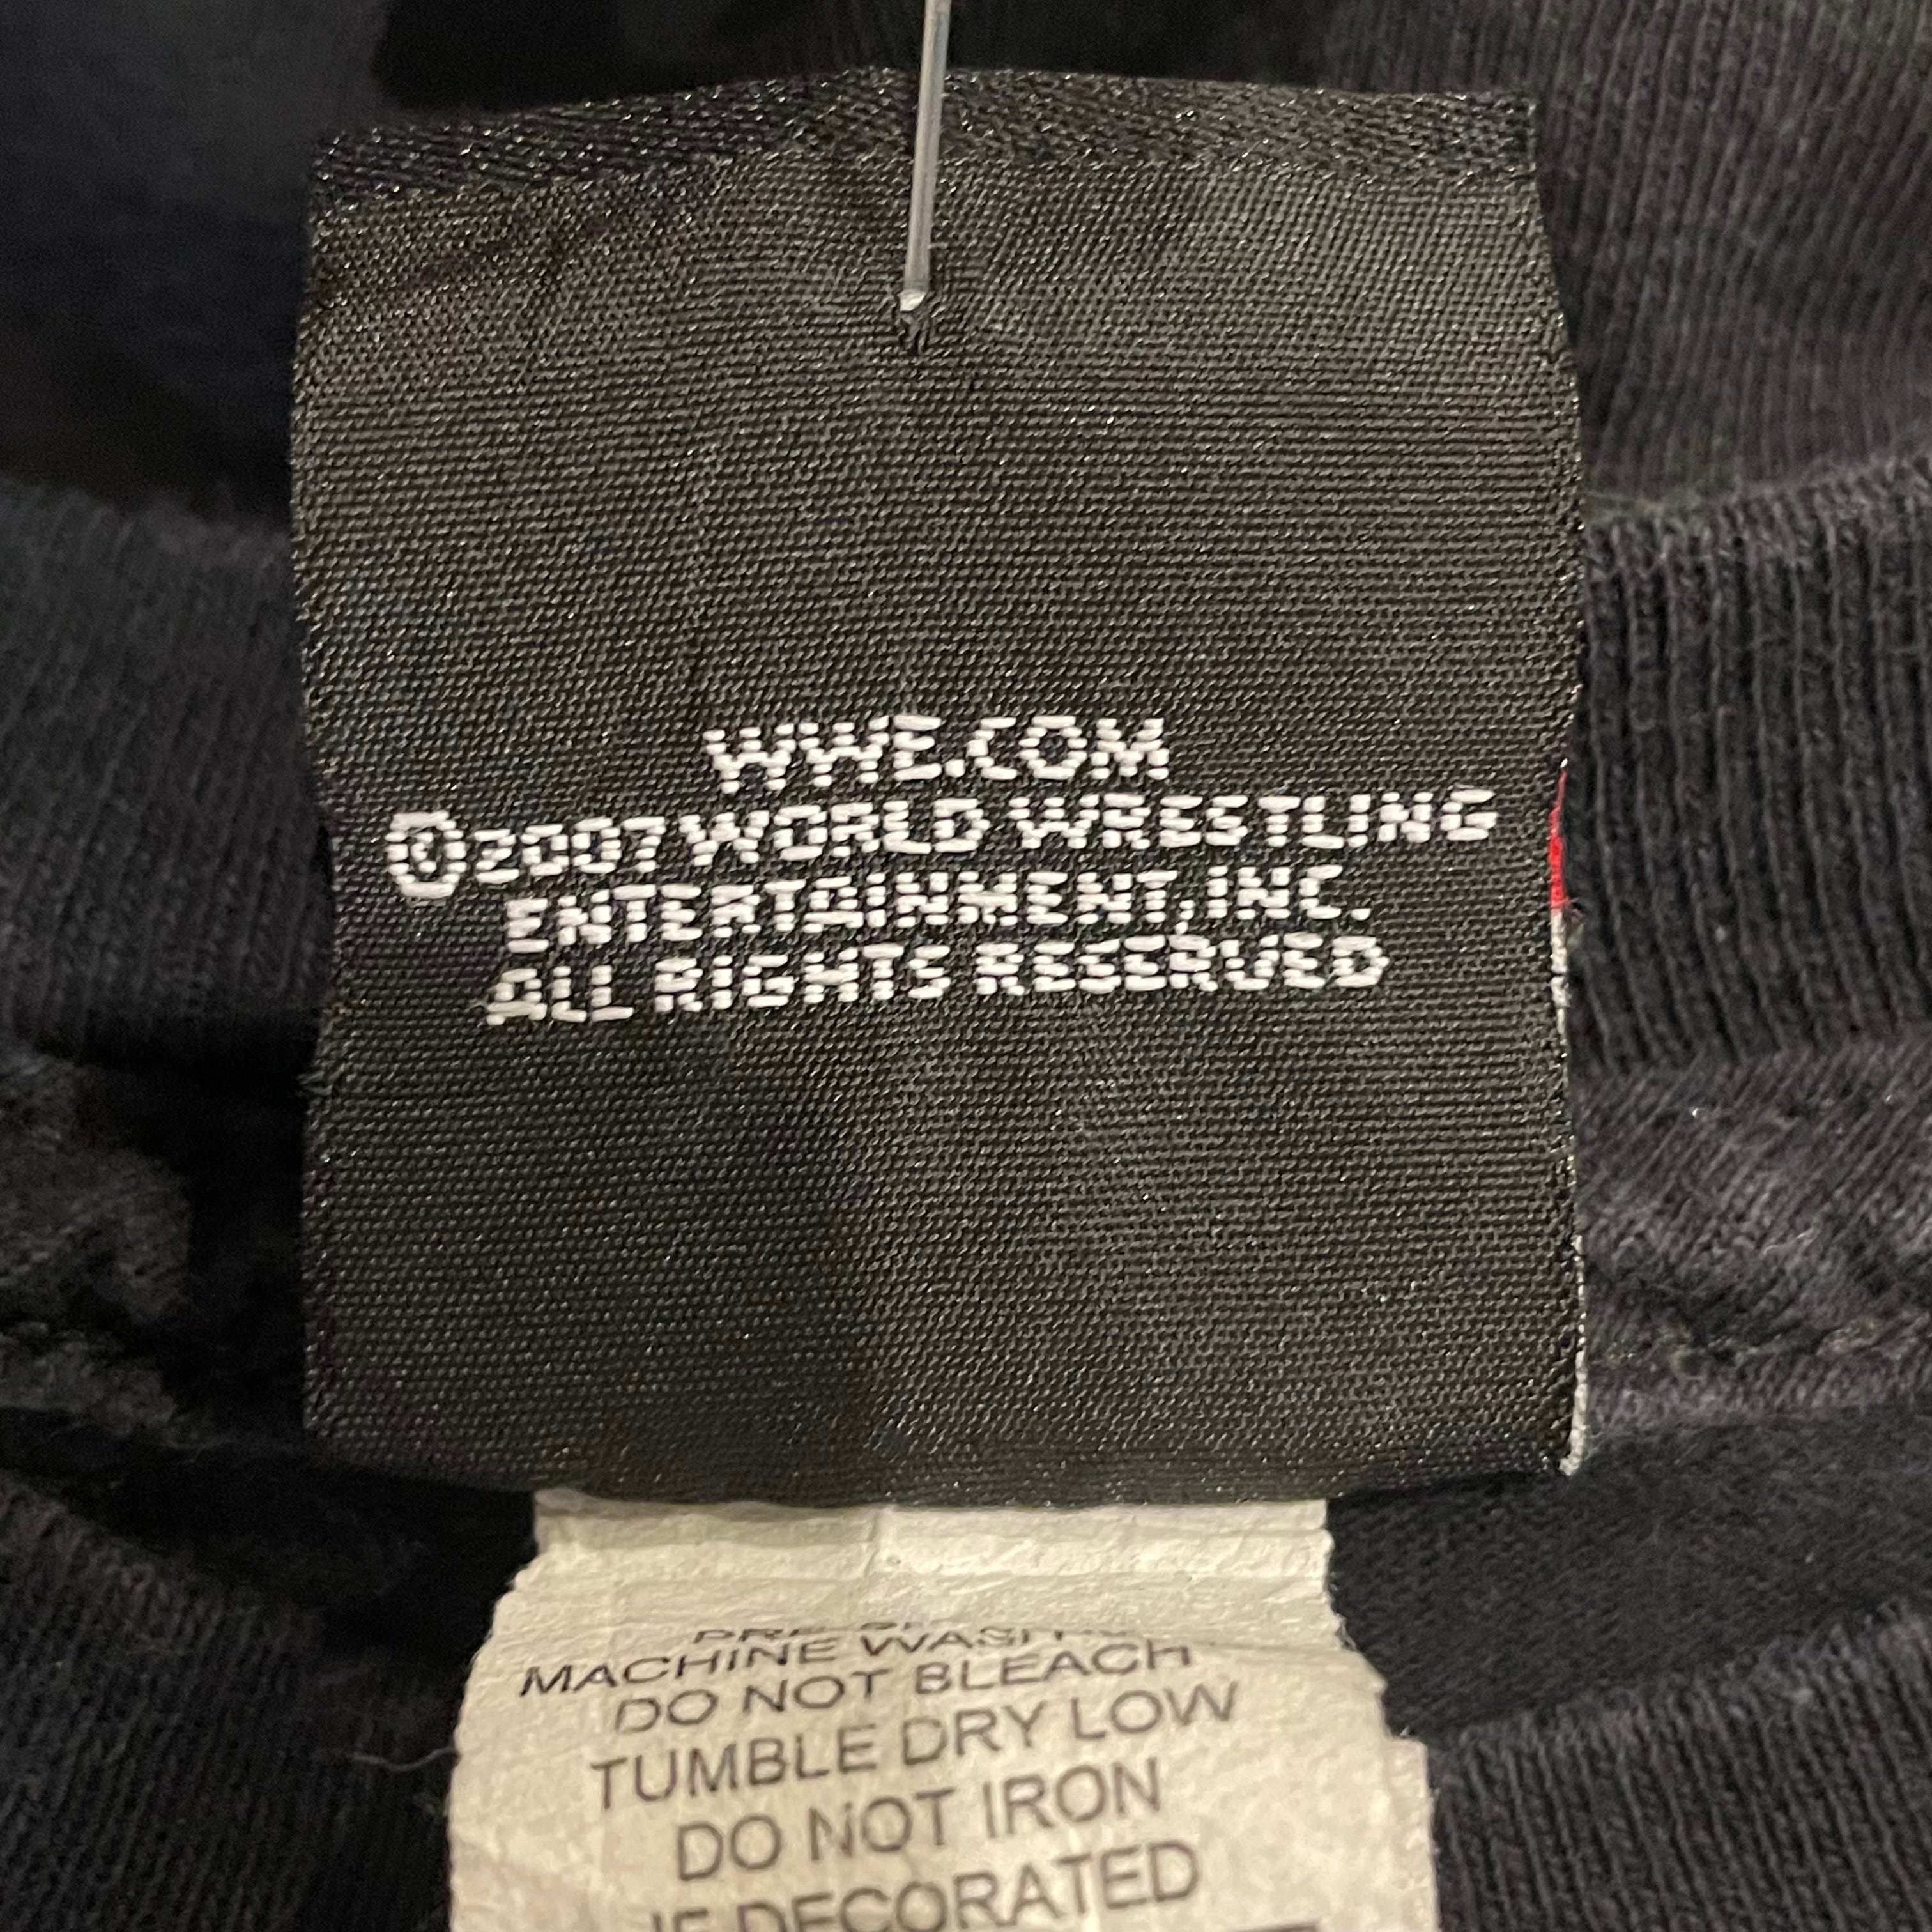 WWE.COM
©2007 WORLD WRESTLING
ENTERTAINMENT, INC.
ALL RIGHTS RESERVED
MACHINE WASH
DO NOT BLEACH
TUMBLE DRY LOW
DO NOT IRON
IF DECORATED